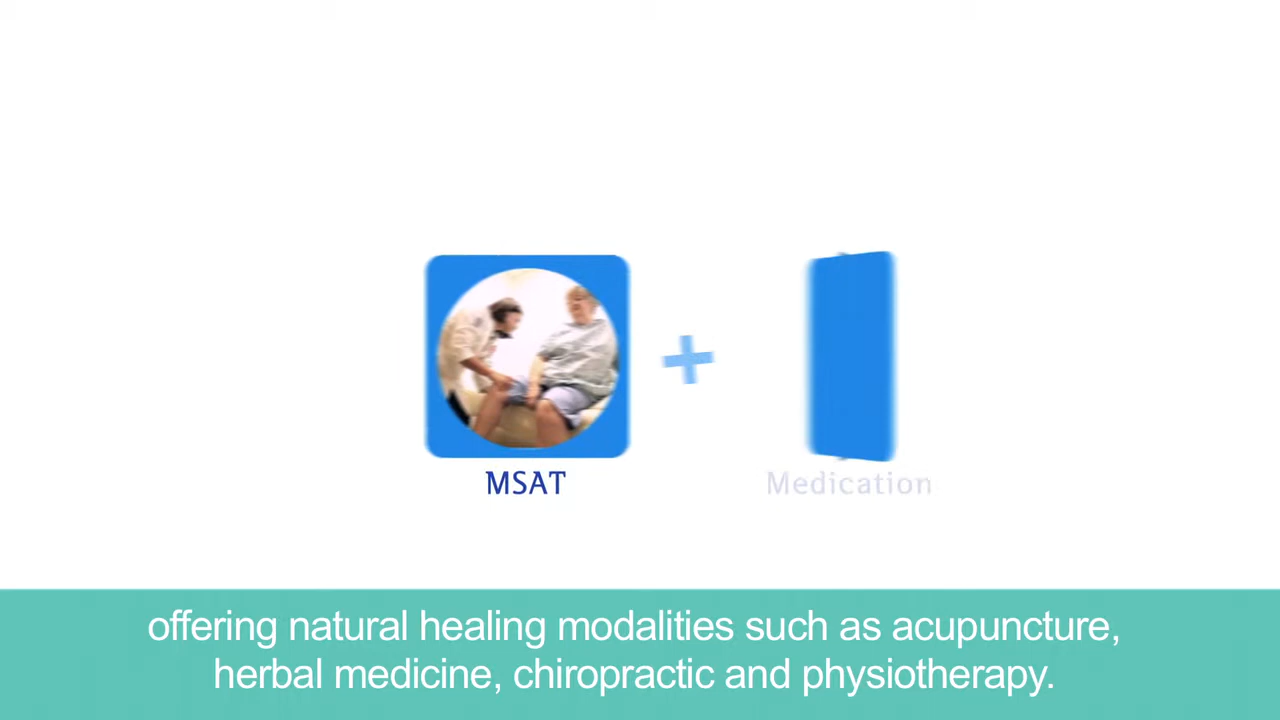 MSAT
Medication
offering natural healing modalities such as acupuncture,
herbal medicine, chiropractic and physiotherapy.